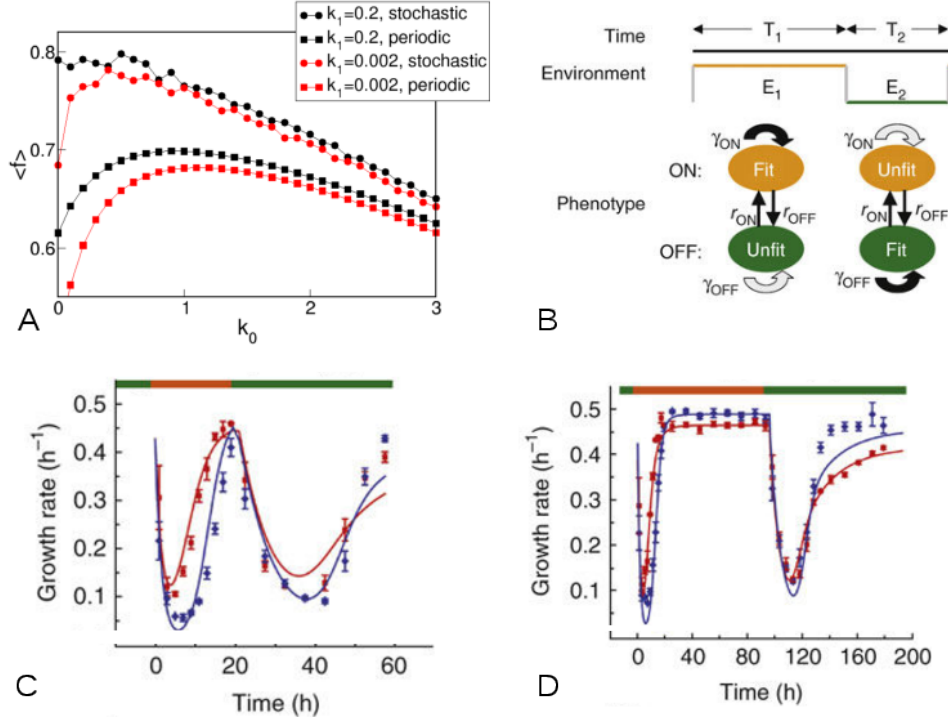 k₁=0.2, stochastic
k₁=0.2, periodic
k₁=0.002, stochastic
k₁=0.002, periodic
0.8
0.7
0.6
<f>
0 1 2 3
k₀
A
Time T₁ T₂
Environment E₁ E₂
γON γON
ON: Fit Unfit
Phenotype rON rOFF rON rOFF
OFF: Unfit Fit
γOFF γOFF
B
0.5
0.4
0.3
0.2
0.1
Growth rate (h⁻¹)
0 20 40 60
Time (h)
C
0.5
0.4
0.3
0.2
0.1
Growth rate (h⁻¹)
0 40 80 120 160 200
Time (h)
D